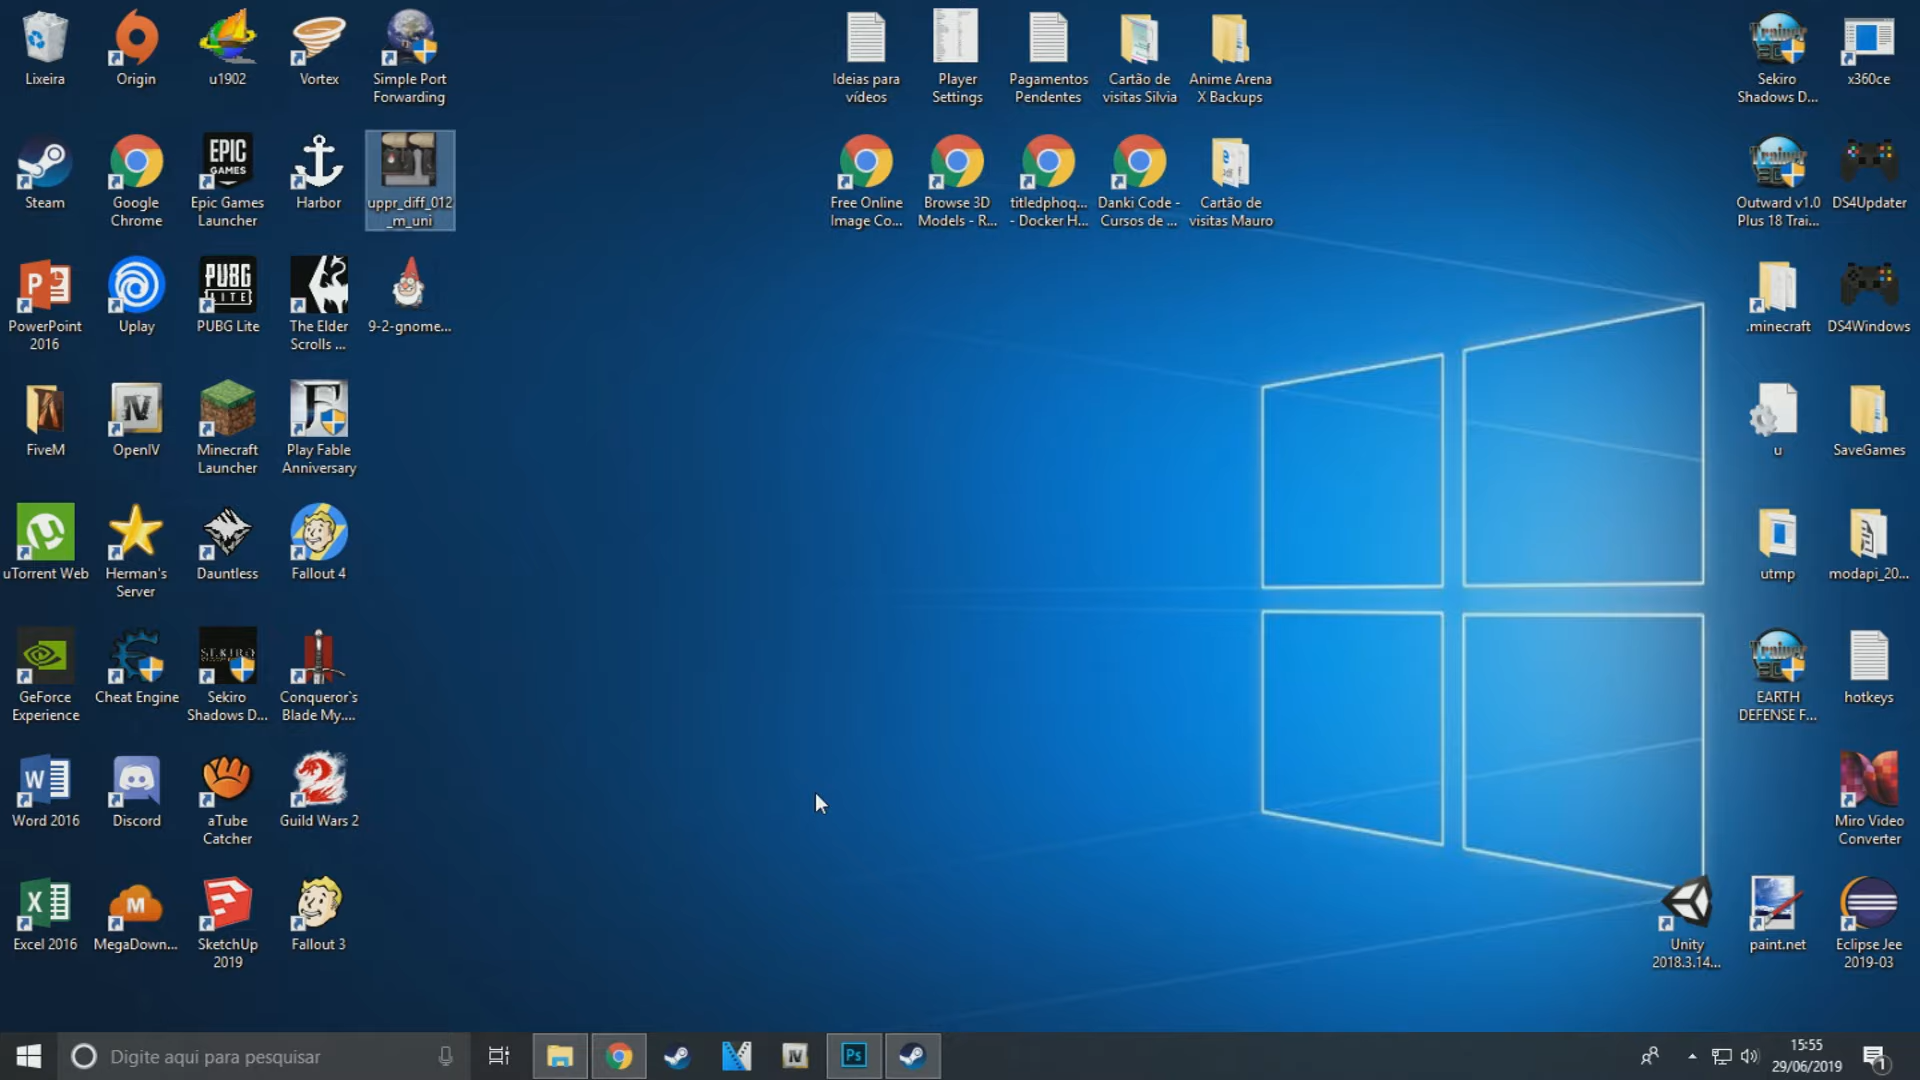 Lixeira
Origin
u1902
Vortex
Simple Port
Forwarding
Ideias para
vídeos
Player
Settings
Pagamentos
Pendentes
Cartão de
visitas Silvia
Anime Arena
X Backups
Sekiro
Shadows D...
x360ce
Steam
Google
Chrome
EPIC
GAMES
Epic Games
Launcher
Harbor
uppr_diff_012
_m_uni
Free Online
Image Co...
Browse 3D
Models - R...
titledphoq...
- Docker H...
Danki Code -
Cursos de ...
Cartão de
visitas Mauro
Outward v1.0
Plus 18 Trai...
DS4Updater
PowerPoint
2016
Uplay
PUBG
LITE
PUBG Lite
The Elder
Scrolls ...
9-2-gnome...
.minecraft
DS4Windows
FiveM
OpenIV
Minecraft
Launcher
Play Fable
Anniversary
u
SaveGames
uTorrent Web
Herman's
Server
Dauntless
Fallout 4
utmp
modapi_20...
GeForce
Experience
Cheat Engine
SEKIRO
Sekiro
Shadows D...
Conqueror`s
Blade My....
EARTH
DEFENSE F...
hotkeys
Word 2016
Discord
aTube
Catcher
Guild Wars 2
Miro Video
Converter
Excel 2016
MegaDown...
SketchUp
2019
Fallout 3
Unity
2018.3.14...
paint.net
Eclipse Jee
2019-03
Digite aqui para pesquisar
Ps
15:55
29/06/2019
1